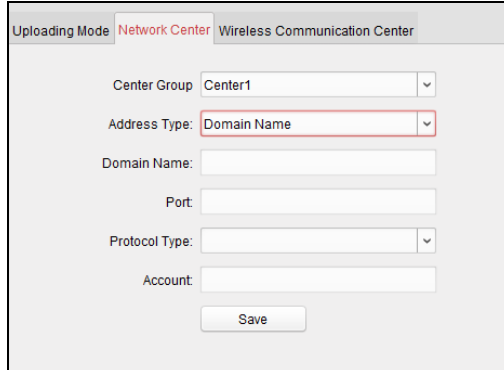 Uploading Mode Network Center Wireless Communication Center
Center Group Center1
Address Type: Domain Name
Domain Name:
Port:
Protocol Type:
Account:
Save